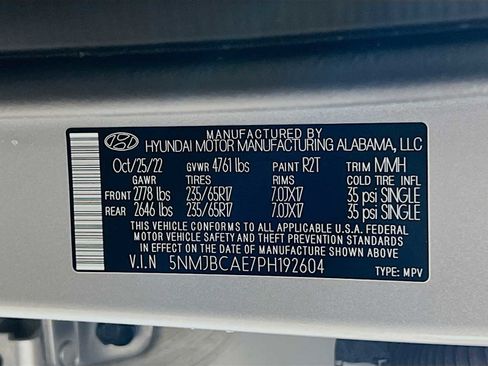 MANUFACTURED BY
HYUNDAI MOTOR MANUFACTURING ALABAMA, LLC
Oct/25/22 GVWR 4761 lbs PAINT R2T TRIM MMH
GAWR TIRES RIMS COLD TIRE INFL
FRONT 2778 lbs 235/65R17 7.0JX17 35 psi SINGLE
REAR 2646 lbs 235/65R17 7.0JX17 35 psi SINGLE
THIS VEHICLE CONFORMS TO ALL APPLICABLE U.S.A. FEDERAL
MOTOR VEHICLE SAFETY AND THEFT PREVENTION STANDARDS
IN EFFECT ON THE DATE OF MANUFACTURE SHOWN ABOVE.
V.I.N 5NMJBCAE7PH192604 TYPE: MPV